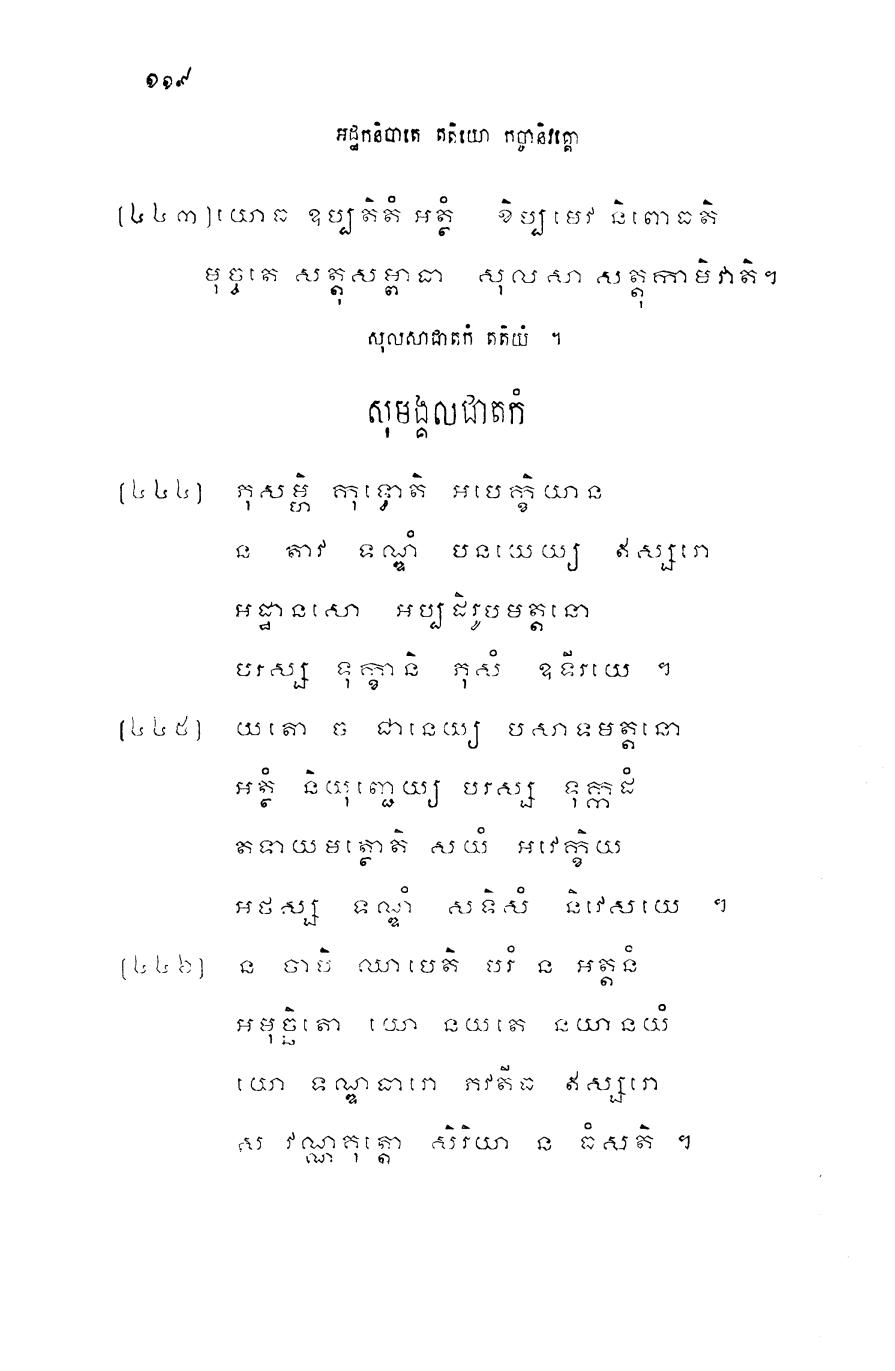 ១១៩
អដ្ឋកនិបាតេ តតិយោ កច្ចានិវគ្គោ
(៤៤៣)យោធ ឧប្បតិតំ អត្ថំ ខិប្បមេវ និពោធតិ
មុច្ចតេ សត្តុសម្ពាធា សុលសា សត្តុកាមិវាតិ។
សុលសាជាតកំ តតិយំ ។
សុមង្គលជាតកំ
(៤៤៤) ភុសម្ហិ កុទ្ធោតិ អបេក្ខិយាន
ន តាវ ទណ្ឌំ បនយេយ្យ ឥស្សរោ
អដ្ឋានសោ អប្បដិរូបមត្តនោ
បរស្ស ទុក្ខានិ ភុសំ ឧទីរយេ ។
(៤៤៥) យតោ ច ជានេយ្យ បសាទមត្តនោ
អត្ថំ និយុញ្ជេយ្យ បរស្ស ទុក្កដំ
តទាយមត្ថោតិ សយំ អវេក្ខិយ
អថស្ស ទណ្ឌំ សទិសំ និវេសយេ ។
(៤៤៦) ន ចាបិ ឈាបេតិ បរំ ន អត្តនំ
អមុច្ឆិតោ យោ នយតេ នយានយំ
យោ ទណ្ឌធារោ ភវតីធ ឥស្សរោ
ស វណ្ណគុត្តោ សិរិយា ន ធំសតិ ។